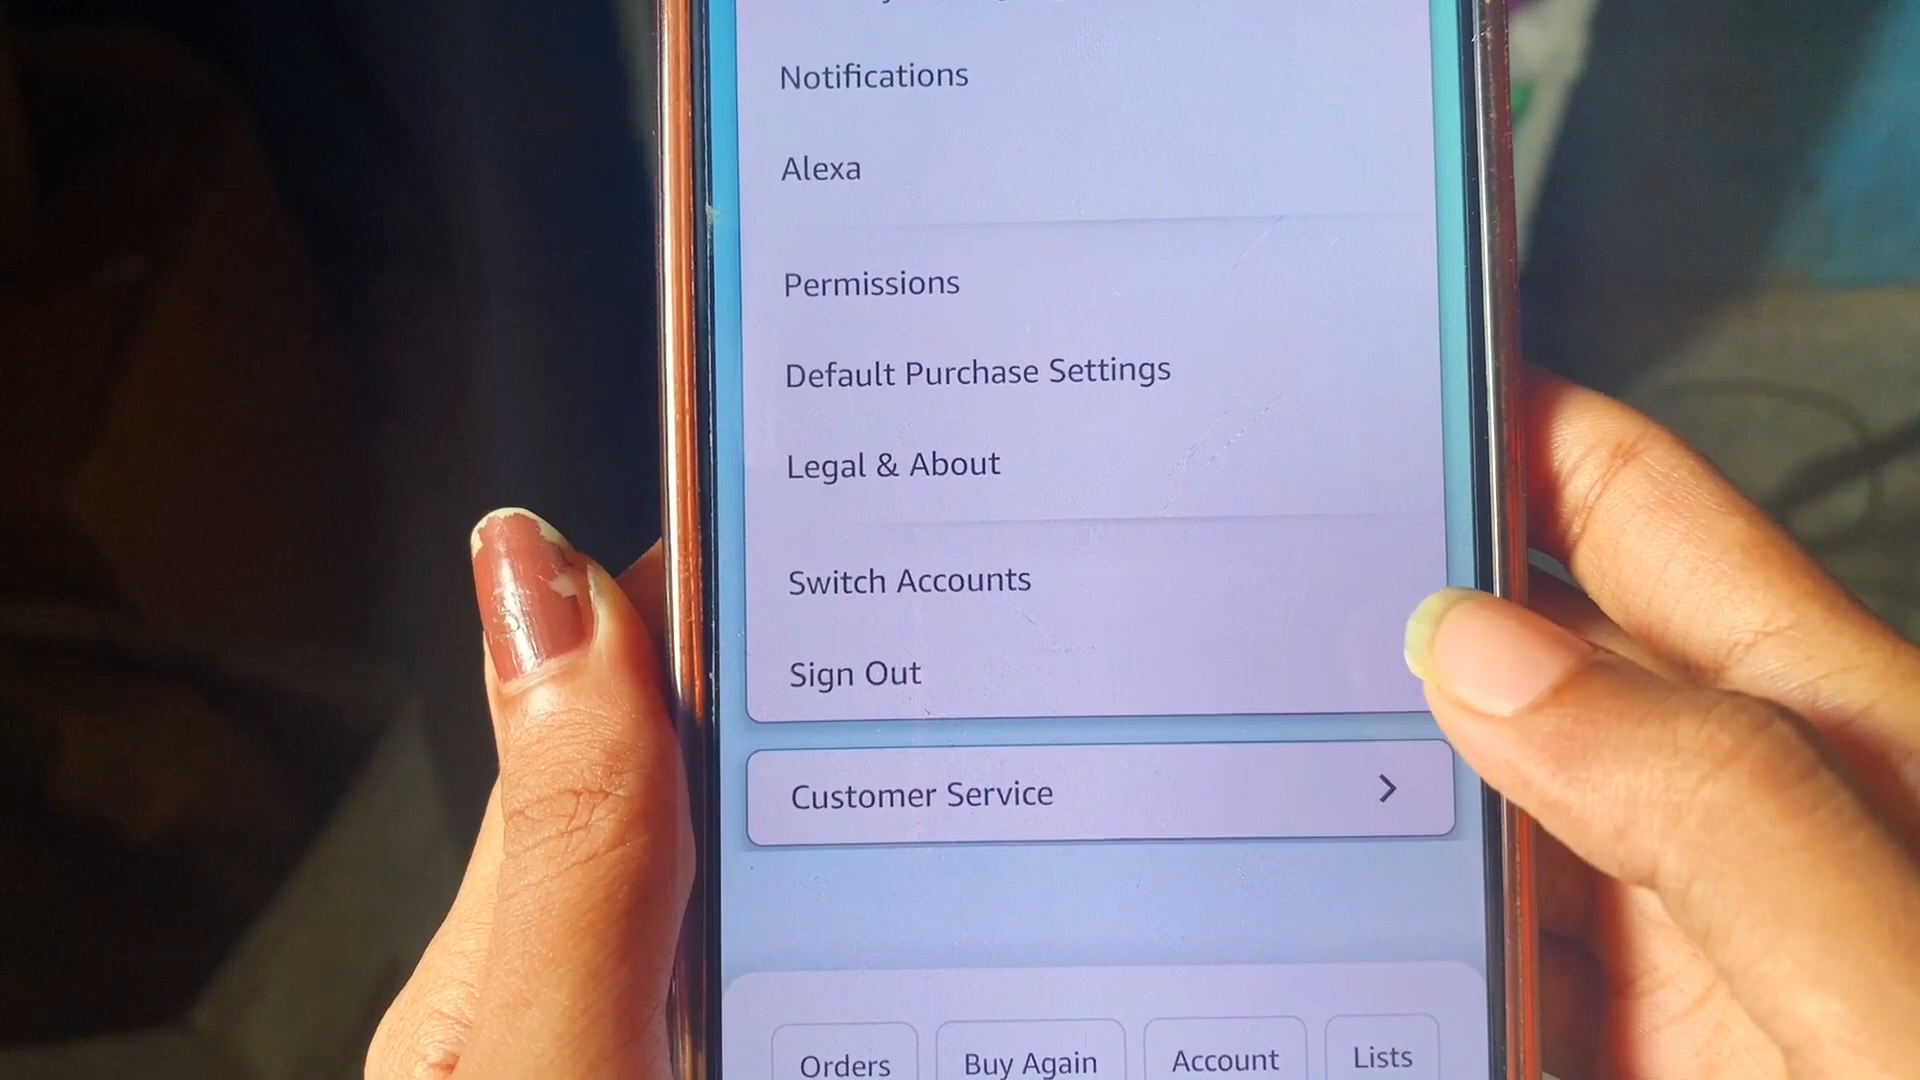 Notifications
Alexa
Permissions
Default Purchase Settings
Legal & About
Switch Accounts
Sign Out
Customer Service
Orders Buy Again Account Lists